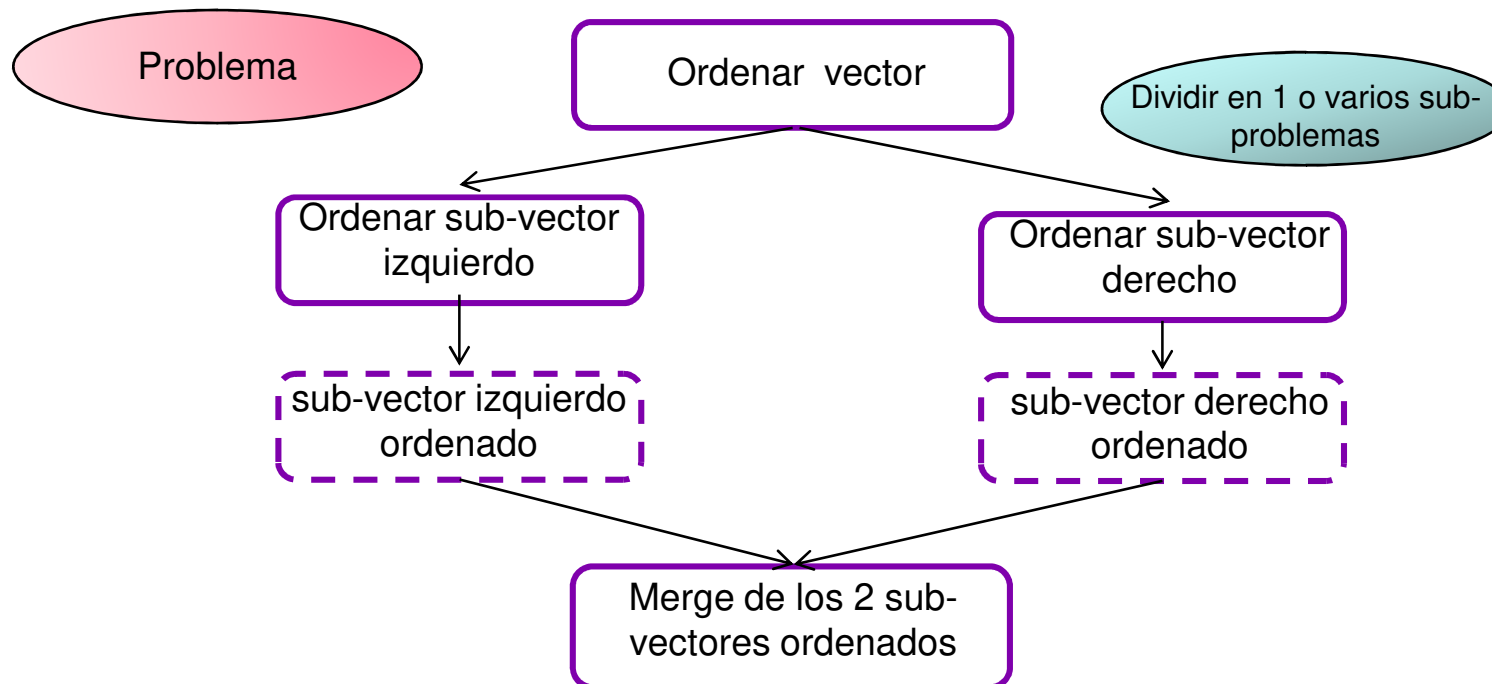 Problema
Ordenar vector
Dividir en 1 o varios sub-
problemas
Ordenar sub-vector
izquierdo
Ordenar sub-vector
derecho
sub-vector izquierdo
ordenado
sub-vector derecho
ordenado
Merge de los 2 sub-
vectores ordenados